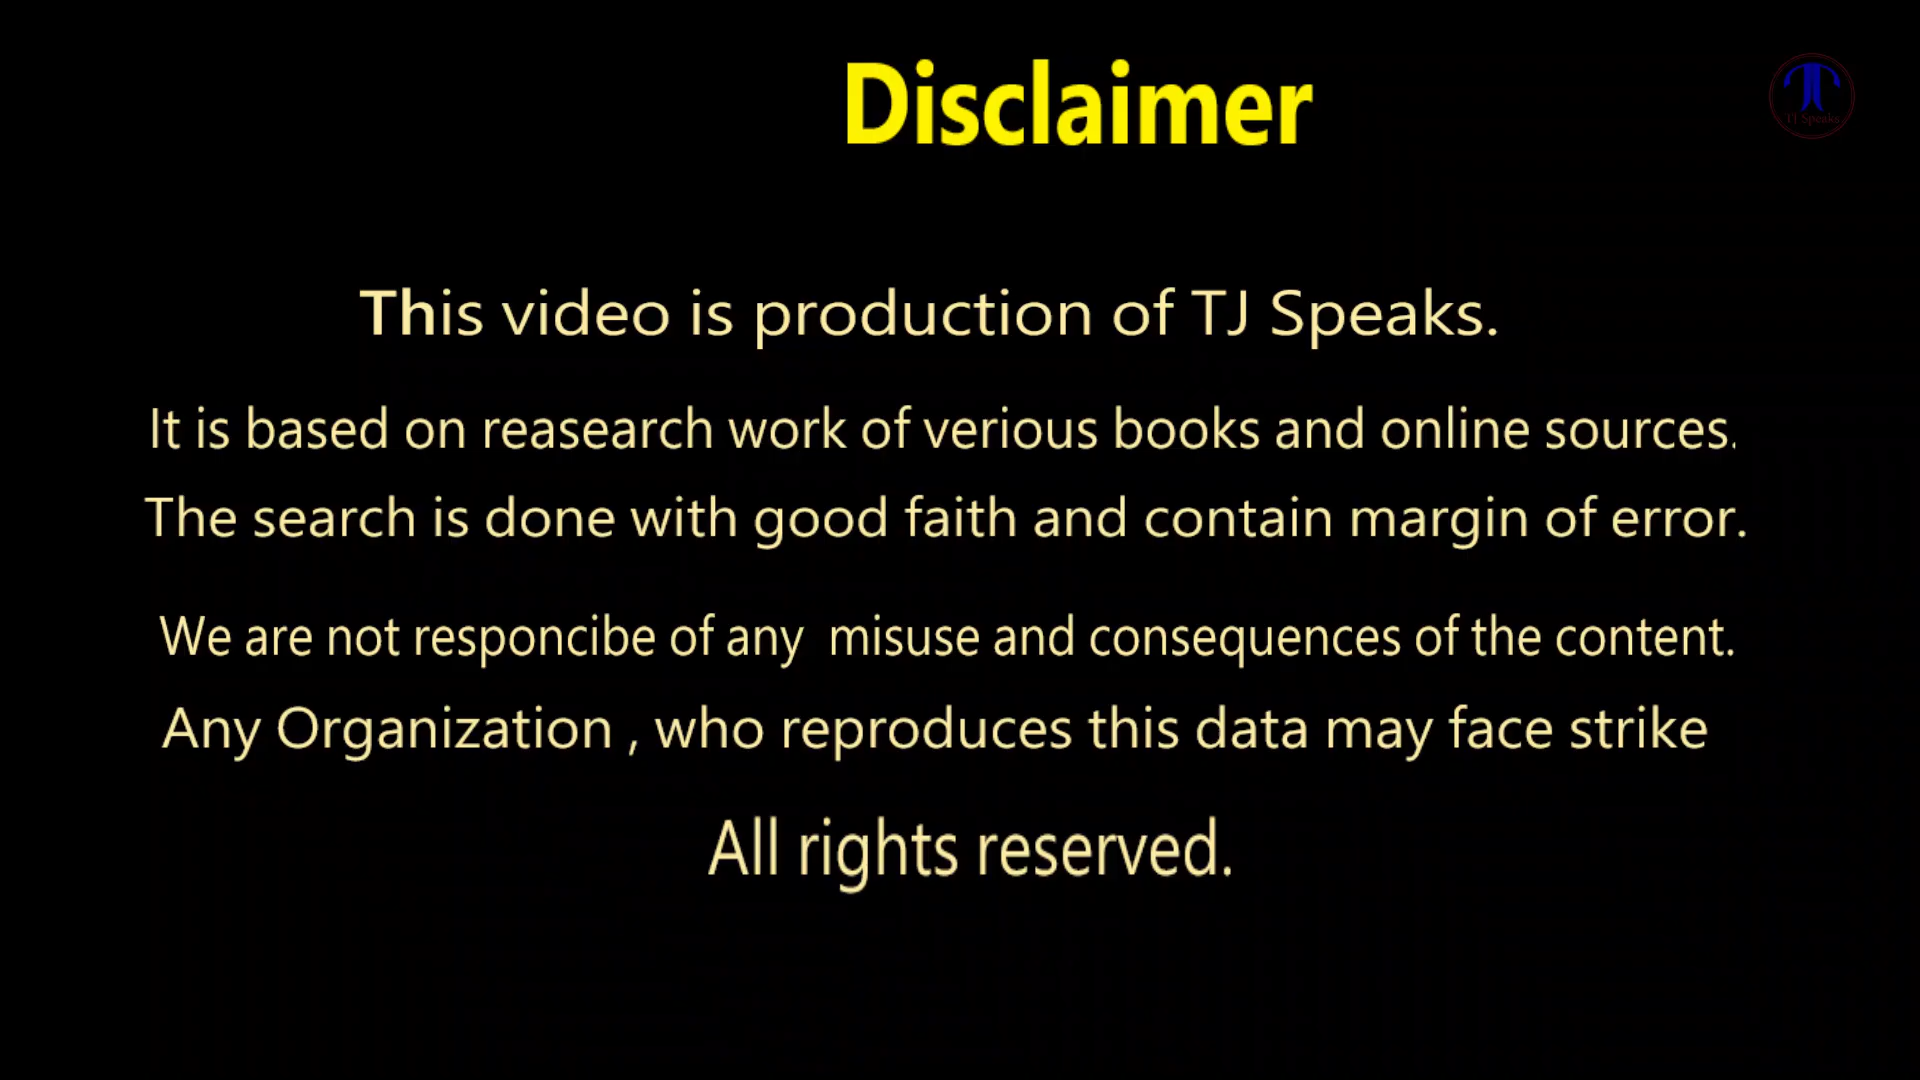 Disclaimer
TJ Speaks
This video is production of TJ Speaks.
It is based on reasearch work of verious books and online sources.
The search is done with good faith and contain margin of error.
We are not responcibe of any misuse and consequences of the content.
Any Organization , who reproduces this data may face strike
All rights reserved.